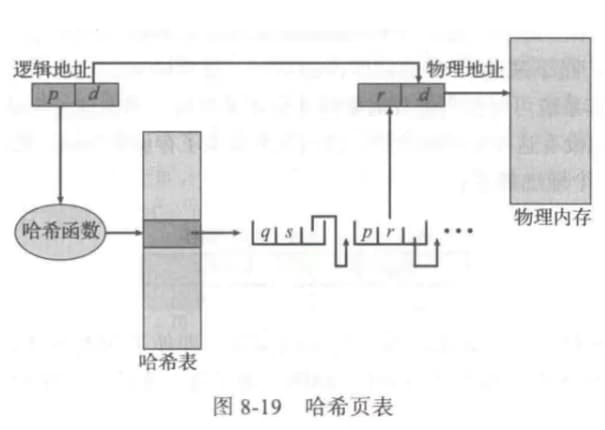 逻辑地址
物理地址
p d
r d
哈希函数
q s
p r
•••
物理内存
哈希表
图 8-19 哈希页表